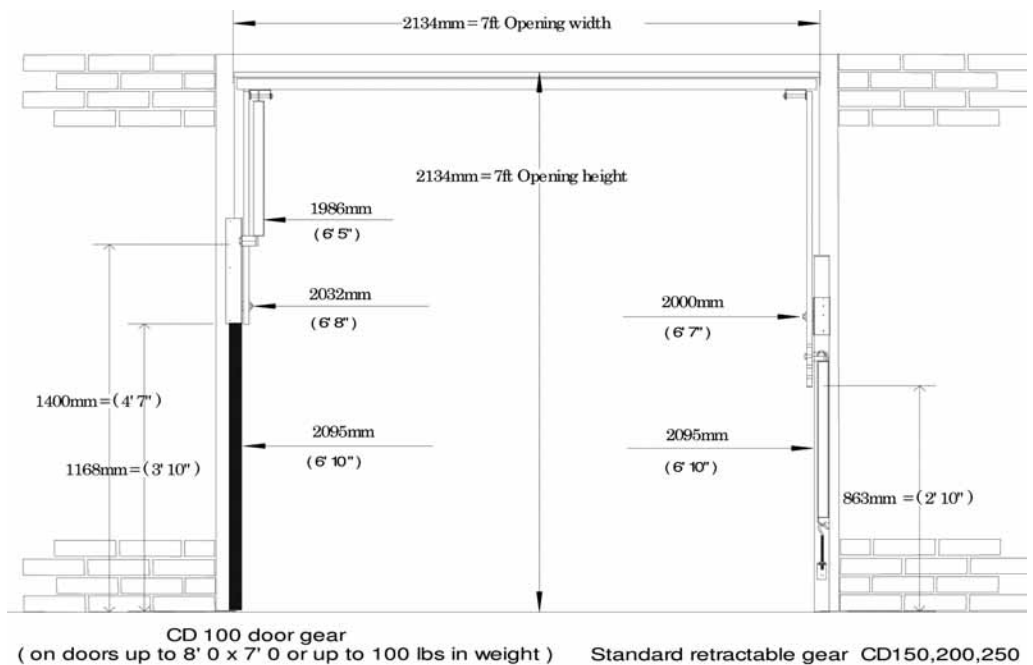 2134mm = 7ft Opening width
2134mm = 7ft Opening height
1986mm
(6' 5")
2032mm
(6' 8")
2000mm
(6' 7")
1400mm = (4' 7")
2095mm
(6' 10")
2095mm
(6' 10")
1168mm = (3' 10")
863mm = (2' 10")
CD 100 door gear
( on doors up to 8' 0 x 7' 0 or up to 100 lbs in weight )
Standard retractable gear CD150,200,250